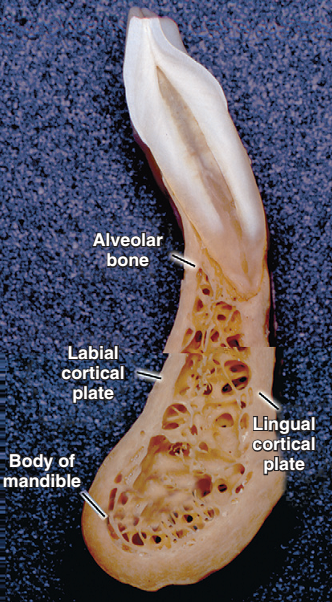 Alveolar
bone
Labial
cortical
plate
Lingual
cortical
plate
Body of
mandible